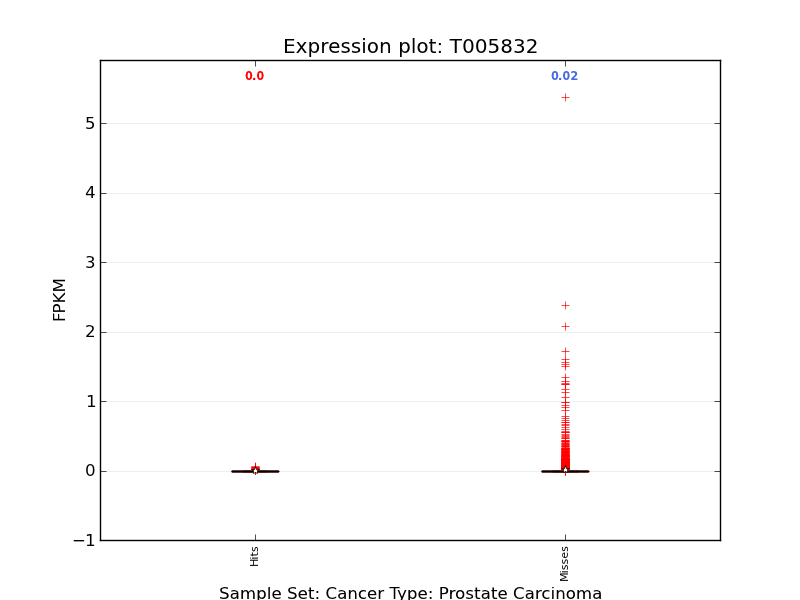 Expression plot: T005832
0.0
0.02
5
4
3
2
1
0
−1
FPKM
Hits
Misses
Sample Set: Cancer Type: Prostate Carcinoma